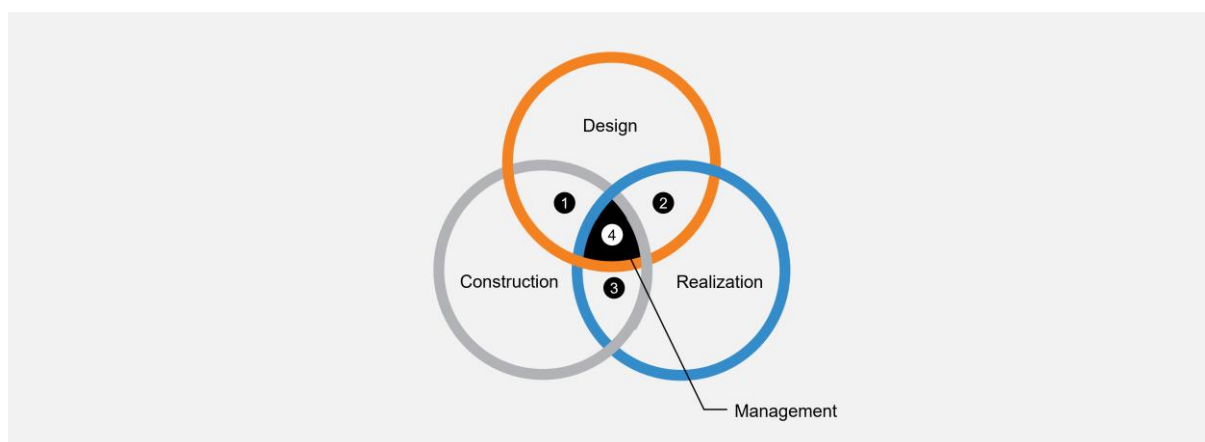 Design
1
2
4
Construction
3
Realization
Management